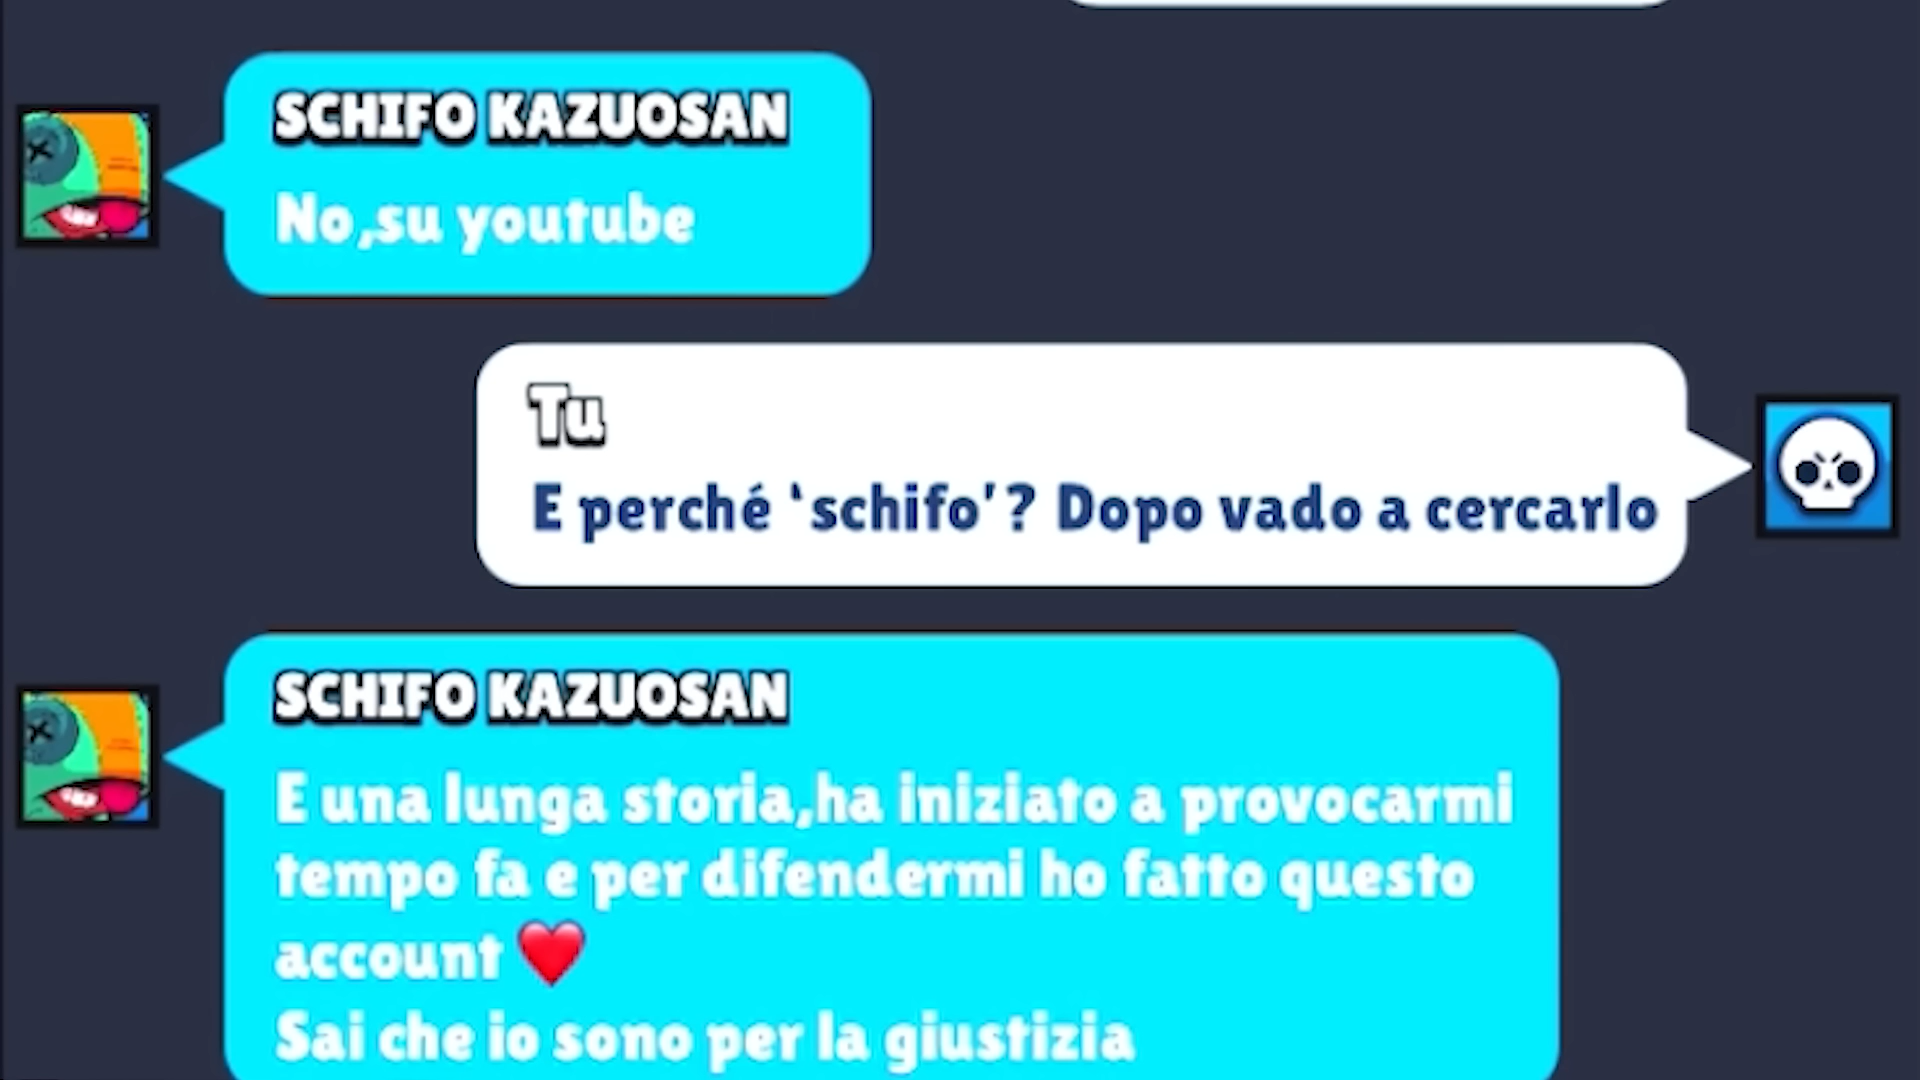 SCHIFO KAZUOSAN
No,su youtube
Tu
E perché ‘schifo’? Dopo vado a cercarlo
SCHIFO KAZUOSAN
E una lunga storia,ha iniziato a provocarmi
tempo fa e per difendermi ho fatto questo
account ❤️
Sai che io sono per la giustizia